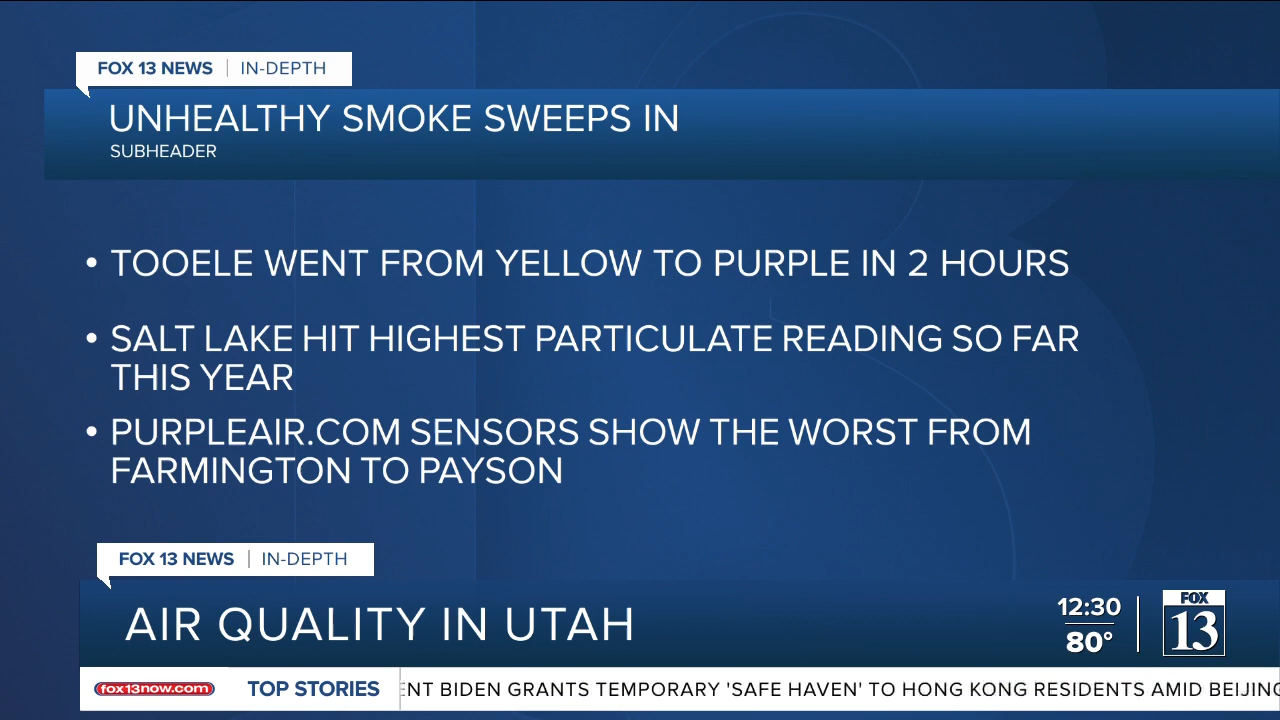 FOX 13 NEWS | IN-DEPTH
UNHEALTHY SMOKE SWEEPS IN
SUBHEADER
• TOOELE WENT FROM YELLOW TO PURPLE IN 2 HOURS
• SALT LAKE HIT HIGHEST PARTICULATE READING SO FAR
THIS YEAR
• PURPLEAIR.COM SENSORS SHOW THE WORST FROM
FARMINGTON TO PAYSON
FOX 13 NEWS | IN-DEPTH
AIR QUALITY IN UTAH
12:30
80°
FOX
13
fox13now.com
TOP STORIES
ENT BIDEN GRANTS TEMPORARY 'SAFE HAVEN' TO HONG KONG RESIDENTS AMID BEIJING